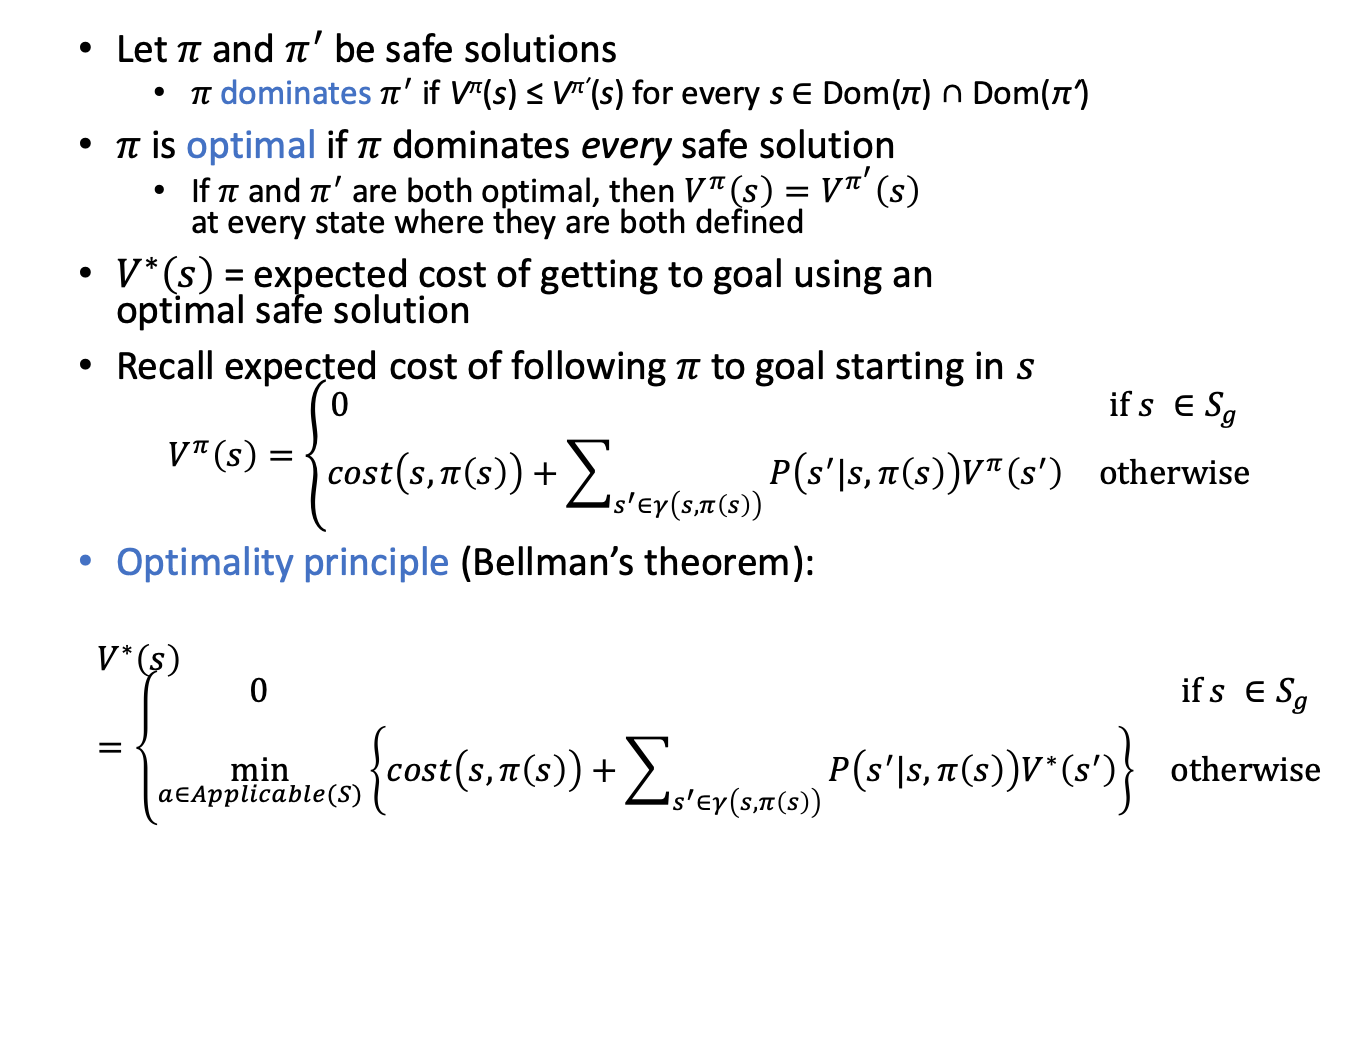 • Let π and π′ be safe solutions
• π dominates π′ if Vπ(s) ≤ Vπ′(s) for every s ∈ Dom(π) ∩ Dom(π′)
• π is optimal if π dominates every safe solution
• If π and π′ are both optimal, then V^π(s) = V^π′(s)
at every state where they are both defined
• V*(s) = expected cost of getting to goal using an
optimal safe solution
• Recall expected cost of following π to goal starting in s
V^π(s) = { 0 if s ∈ S_g
cost(s, π(s)) + ∑_{s′∈γ(s,π(s))} P(s′|s, π(s))V^π(s′) otherwise
• Optimality principle (Bellman’s theorem):
V*(s)
= { 0 if s ∈ S_g
min_{a∈Applicable(S)} {cost(s, π(s)) + ∑_{s′∈γ(s,π(s))} P(s′|s, π(s))V*(s′)} otherwise